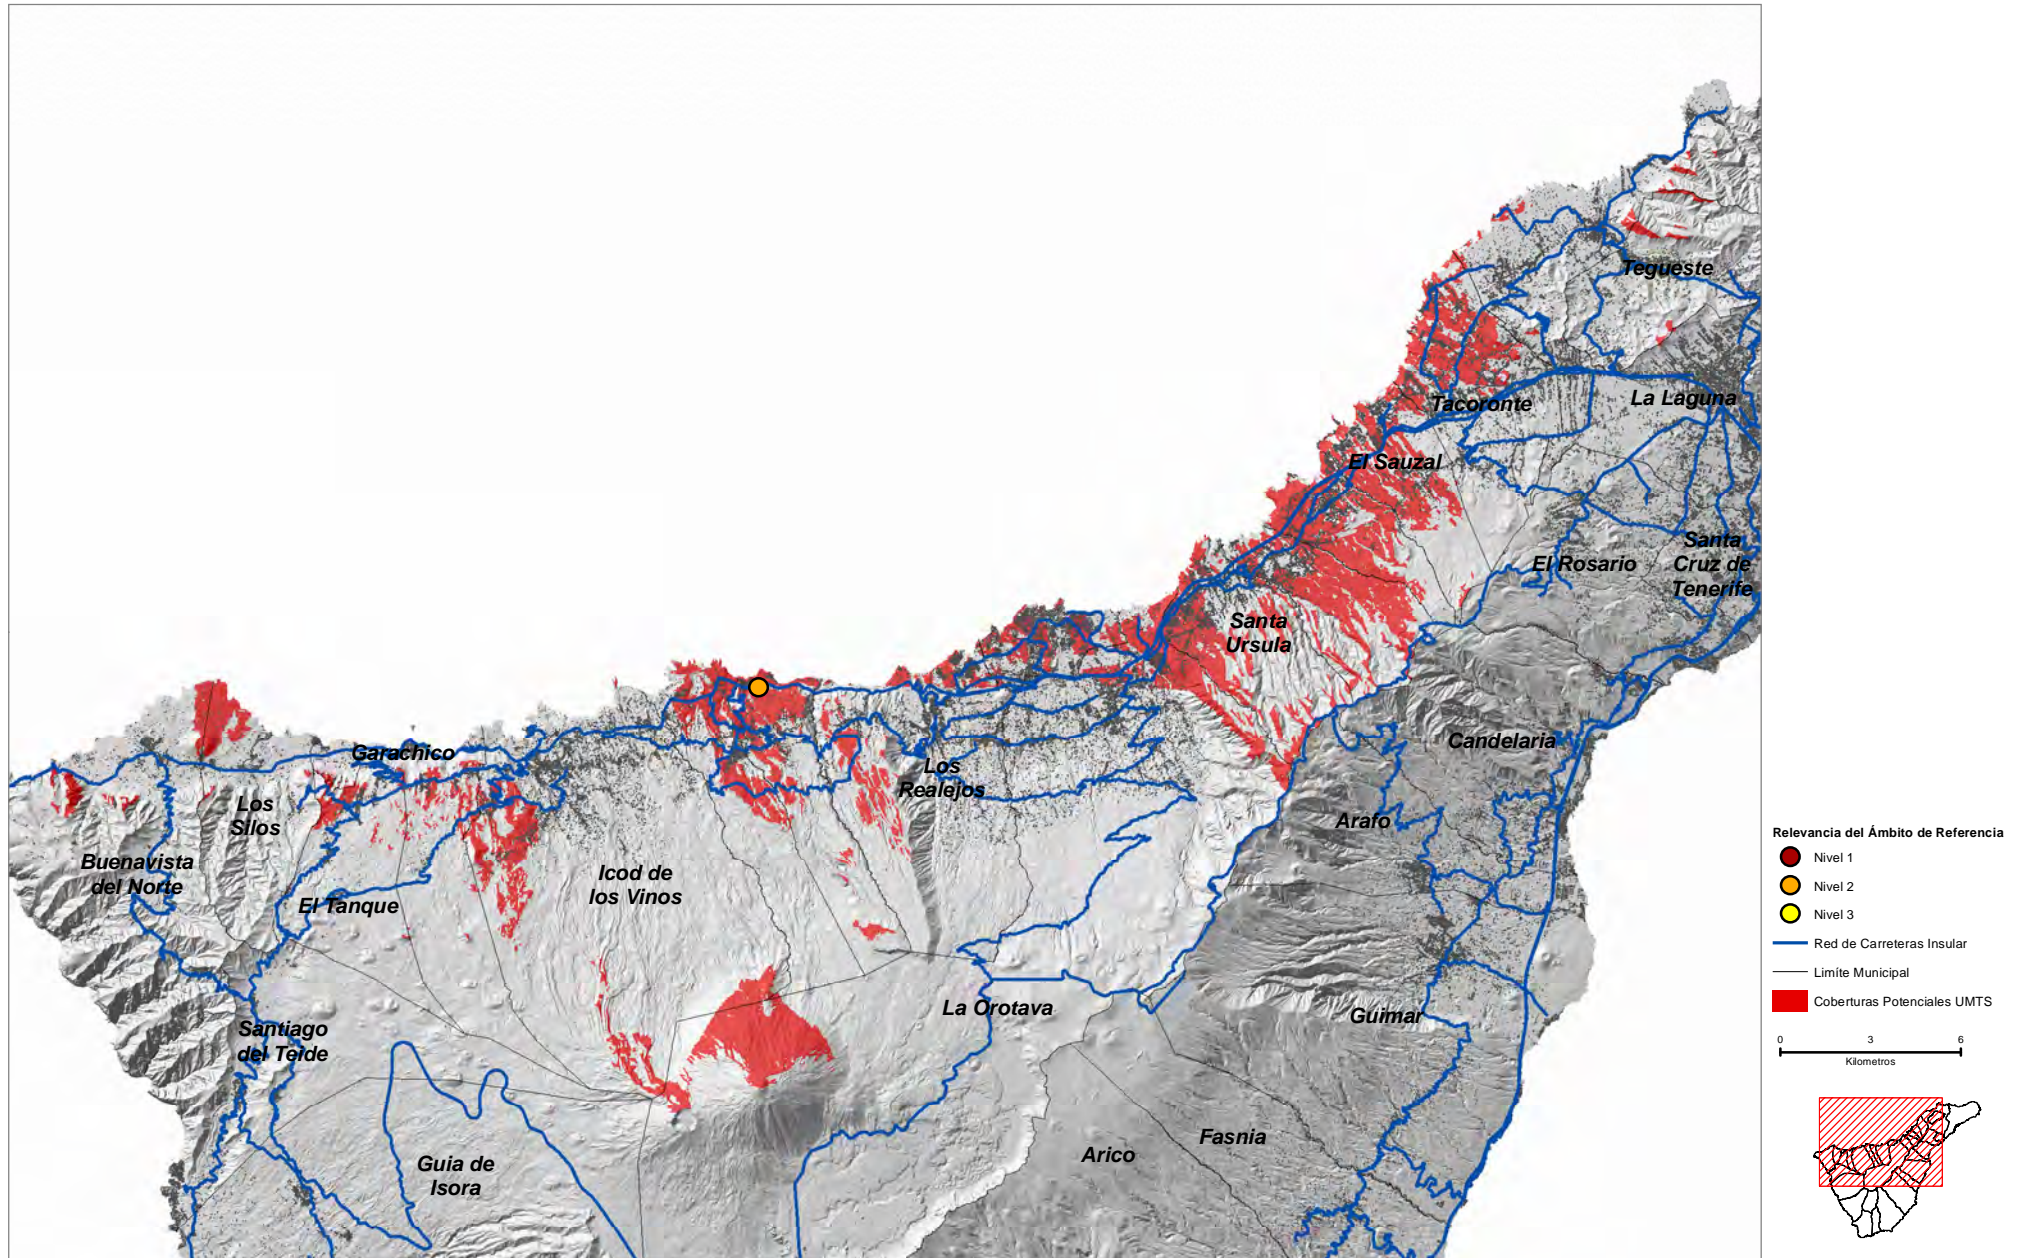 Tegueste
Tacoronte
La Laguna
El Sauzal
El Rosario
Santa
Cruz de
Tenerife
Santa
Ursula
Candelaria
Garachico
Los
Realejos
Los
Silos
Arafo
Buenavista
del Norte
Icod de
los Vinos
El Tanque
La Orotava
Guimar
Santiago
del Teide
Fasnia
Arico
Guia de
Isora
Relevancia del Ámbito de Referencia
Nivel 1
Nivel 2
Nivel 3
Red de Carreteras Insular
Limíte Municipal
Coberturas Potenciales UMTS
0 3 6
Kilometros